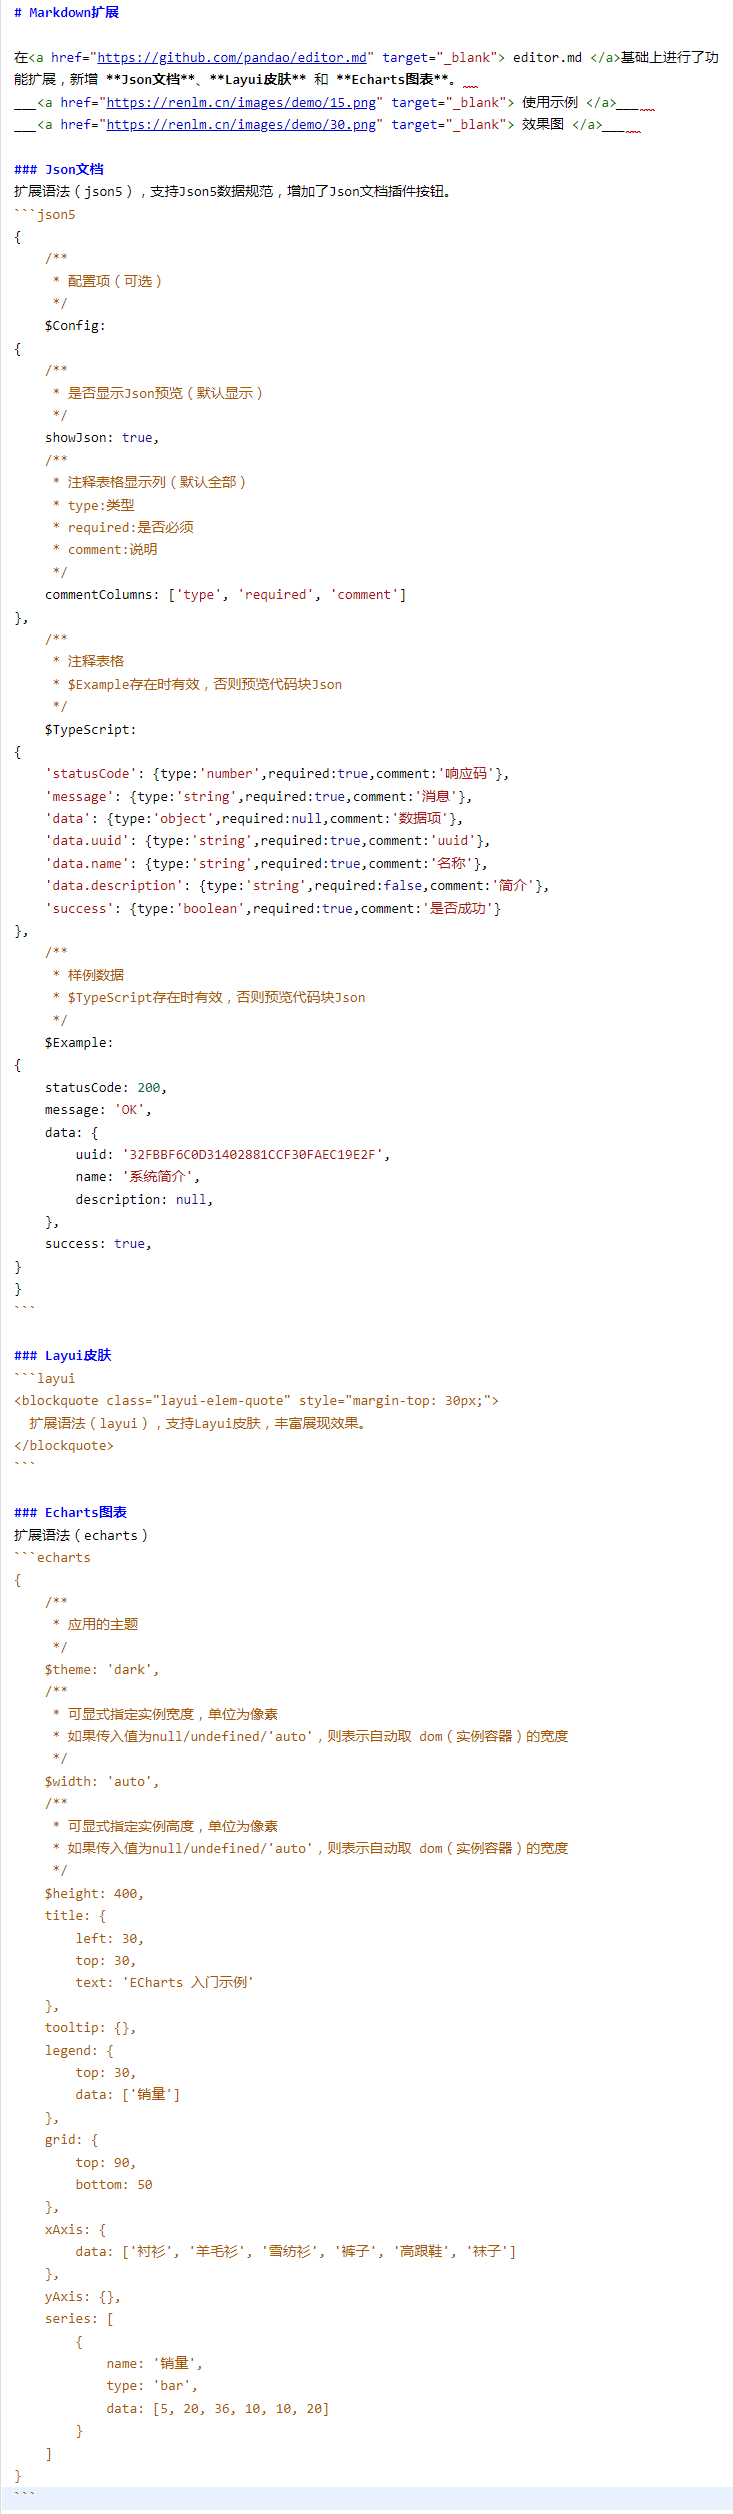 # Markdown扩展

在<a href="https://github.com/pandao/editor.md" target="_blank"> editor.md </a>基础上进行了功
能扩展，新增 **Json文档**、**Layui皮肤** 和 **Echarts图表**。
___<a href="https://renlm.cn/images/demo/15.png" target="_blank"> 使用示例 </a>___
___<a href="https://renlm.cn/images/demo/30.png" target="_blank"> 效果图 </a>___

### Json文档
扩展语法（json5），支持Json5数据规范，增加了Json文档插件按钮。
```json5
{
    /**
     * 配置项（可选）
     */
    $Config:
{
    /**
     * 是否显示Json预览（默认显示）
     */
    showJson: true,
    /**
     * 注释表格显示列（默认全部）
     * type:类型
     * required:是否必须
     * comment:说明
     */
    commentColumns: ['type', 'required', 'comment']
},
    /**
     * 注释表格
     * $Example存在时有效，否则预览代码块Json
     */
    $TypeScript:
{
    'statusCode': {type:'number',required:true,comment:'响应码'},
    'message': {type:'string',required:true,comment:'消息'},
    'data': {type:'object',required:null,comment:'数据项'},
    'data.uuid': {type:'string',required:true,comment:'uuid'},
    'data.name': {type:'string',required:true,comment:'名称'},
    'data.description': {type:'string',required:false,comment:'简介'},
    'success': {type:'boolean',required:true,comment:'是否成功'}
},
    /**
     * 样例数据
     * $TypeScript存在时有效，否则预览代码块Json
     */
    $Example:
{
    statusCode: 200,
    message: 'OK',
    data: {
        uuid: '32FBBF6C0D31402881CCF30FAEC19E2F',
        name: '系统简介',
        description: null,
    },
    success: true,
}
}
```

### Layui皮肤
```layui
<blockquote class="layui-elem-quote" style="margin-top: 30px;">
  扩展语法（layui），支持Layui皮肤，丰富展现效果。
</blockquote>
```

### Echarts图表
扩展语法（echarts）
```echarts
{
    /**
     * 应用的主题
     */
    $theme: 'dark',
    /**
     * 可显式指定实例宽度，单位为像素
     * 如果传入值为null/undefined/'auto'，则表示自动取 dom（实例容器）的宽度
     */
    $width: 'auto',
    /**
     * 可显式指定实例高度，单位为像素
     * 如果传入值为null/undefined/'auto'，则表示自动取 dom（实例容器）的宽度
     */
    $height: 400,
    title: {
        left: 30,
        top: 30,
        text: 'ECharts 入门示例'
    },
    tooltip: {},
    legend: {
        top: 30,
        data: ['销量']
    },
    grid: {
        top: 90,
        bottom: 50
    },
    xAxis: {
        data: ['衬衫', '羊毛衫', '雪纺衫', '裤子', '高跟鞋', '袜子']
    },
    yAxis: {},
    series: [
        {
            name: '销量',
            type: 'bar',
            data: [5, 20, 36, 10, 10, 20]
        }
    ]
}
```